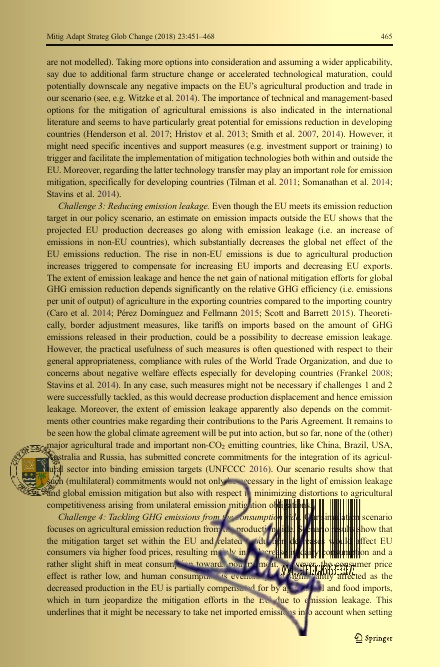 Mitig Adapt Strateg Glob Change (2018) 23:451–468 465
are not modelled). Taking more options into consideration and assuming a wider applicability,
say due to additional farm structure change or accelerated technological maturation, could
potentially downscale any negative impacts on the EU's agricultural production and trade in
our scenario (see, e.g. Witzke et al. 2014). The importance of technical and management-based
options for the mitigation of agricultural emissions is also indicated in the international
literature and seems to have particularly great potential for emissions reduction in developing
countries (Henderson et al. 2017; Hristov et al. 2013; Smith et al. 2007, 2014). However, it
might need specific incentives and support measures (e.g. investment support or training) to
trigger and facilitate the implementation of mitigation technologies both within and outside the
EU. Moreover, regarding the latter technology transfer may play an important role for emission
mitigation, specifically for developing countries (Tilman et al. 2011; Somanathan et al. 2014;
Stavins et al. 2014).
Challenge 3: Reducing emission leakage. Even though the EU meets its emission reduction
target in our policy scenario, an estimate on emission impacts outside the EU shows that the
projected EU production decreases go along with emission leakage (i.e. an increase of
emissions in non-EU countries), which substantially decreases the global net effect of the
EU emissions reduction. The rise in non-EU emissions is due to agricultural production
increases triggered to compensate for increasing EU imports and decreasing EU exports.
The extent of emission leakage and hence the net gain of national mitigation efforts for global
GHG emission reduction depends significantly on the relative GHG efficiency (i.e. emissions
per unit of output) of agriculture in the exporting countries compared to the importing country
(Caro et al. 2014; Pérez Domínguez and Fellmann 2015; Scott and Barrett 2015). Theoreti-
cally, border adjustment measures, like tariffs on imports based on the amount of GHG
emissions released in their production, could be a possibility to decrease emission leakage.
However, the practical usefulness of such measures is often questioned with respect to their
general appropriateness, compliance with rules of the World Trade Organization, and due to
concerns about negative welfare effects especially for developing countries (Frankel 2008;
Stavins et al. 2014). In any case, such measures might not be necessary if challenges 1 and 2
were successfully tackled, as this would decrease production displacement and hence emission
leakage. Moreover, the extent of emission leakage apparently also depends on the commit-
ments other countries make regarding their contributions to the Paris Agreement. It remains to
be seen how the global climate agreement will be put into action, but so far, none of the (other)
major agricultural trade and important non-CO2 emitting countries, like China, Brazil, USA,
Australia and Russia, has submitted concrete commitments for the integration of its agricul-
tural sector into binding emission targets (UNFCCC 2016). Our scenario results show that
such (multilateral) commitments would not only necessary in the light of emission leakage
and global emission mitigation but also with respect minimizing distortions to agricultural
competitiveness arising from unilateral emission mitigation
Challenge 4: Tackling GHG emissions from consumption scenario
focuses on agricultural emission reduction from show that
the mitigation target set within the EU and related affect EU
consumers via higher food prices, resulting and a
rather slight shift in meat consumption towards consumer price
effect is rather low, and human affected as the
decreased production in the EU is partially compensated for by and food imports,
which in turn jeopardize the mitigation efforts in the due to emission leakage. This
underlines that it might be necessary to take net imported emissions into account when setting
Springer